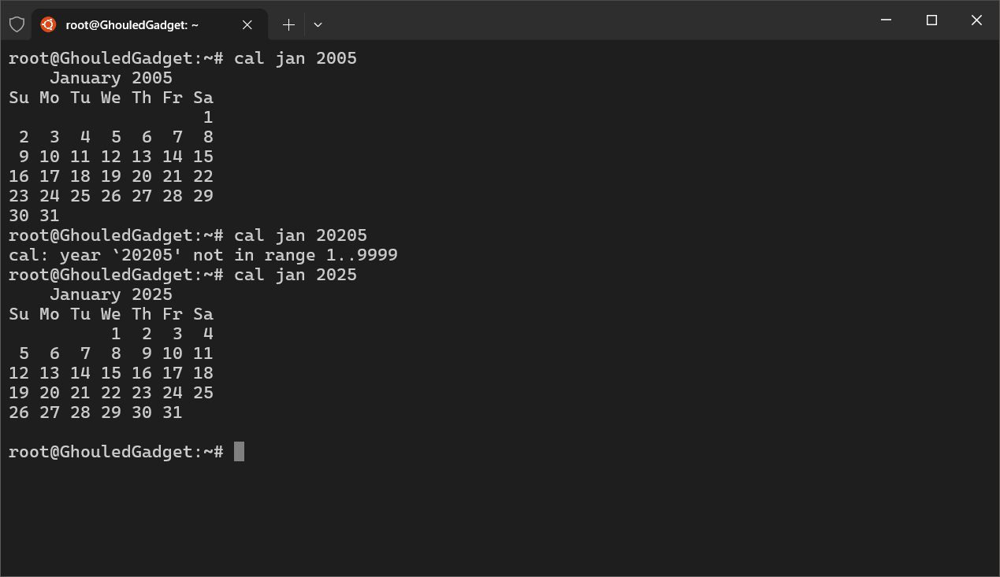 root@GhouledGadget: ~
root@GhouledGadget:~# cal jan 2005
    January 2005
Su Mo Tu We Th Fr Sa
                   1
 2  3  4  5  6  7  8
 9 10 11 12 13 14 15
16 17 18 19 20 21 22
23 24 25 26 27 28 29
30 31
root@GhouledGadget:~# cal jan 20205
cal: year `20205' not in range 1..9999
root@GhouledGadget:~# cal jan 2025
    January 2025
Su Mo Tu We Th Fr Sa
          1  2  3  4
 5  6  7  8  9 10 11
12 13 14 15 16 17 18
19 20 21 22 23 24 25
26 27 28 29 30 31

root@GhouledGadget:~#